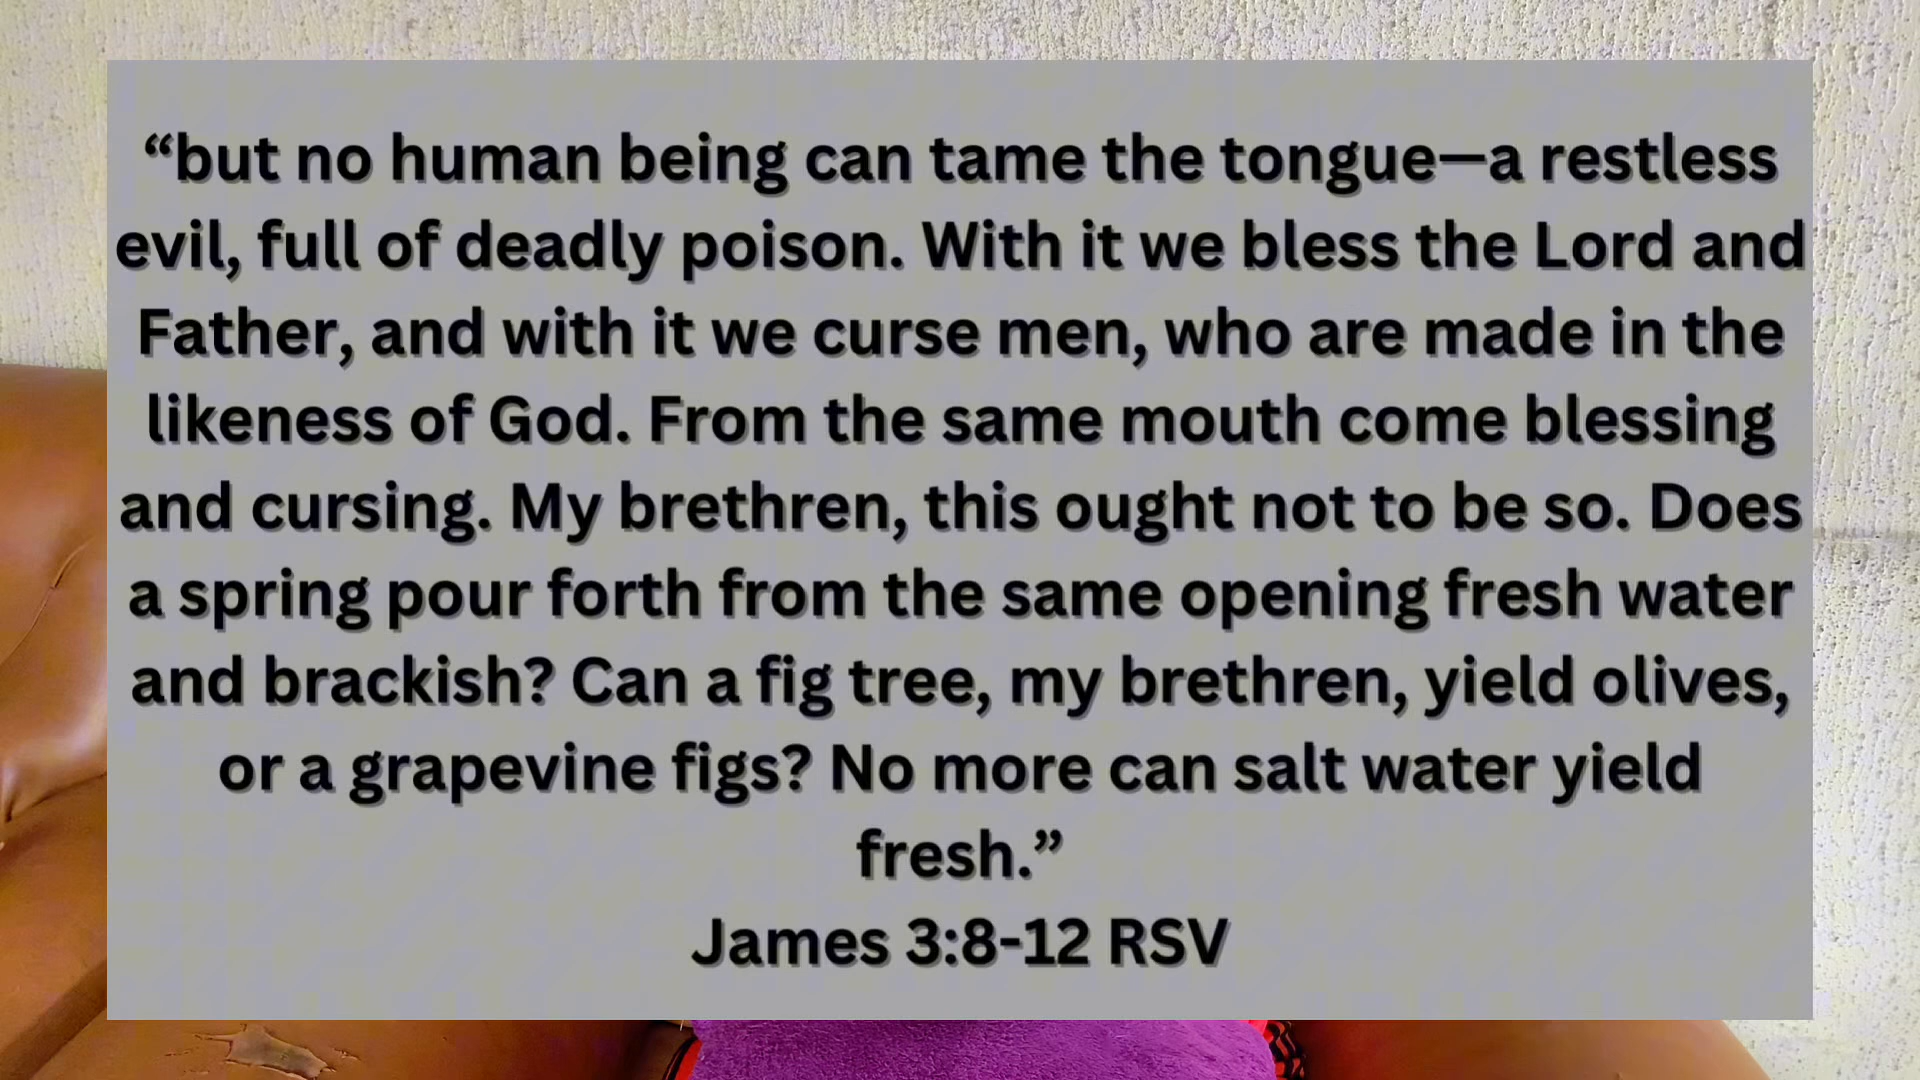 “but no human being can tame the tongue—a restless
evil, full of deadly poison. With it we bless the Lord and
Father, and with it we curse men, who are made in the
likeness of God. From the same mouth come blessing
and cursing. My brethren, this ought not to be so. Does
a spring pour forth from the same opening fresh water
and brackish? Can a fig tree, my brethren, yield olives,
or a grapevine figs? No more can salt water yield
fresh.”
James 3:8-12 RSV